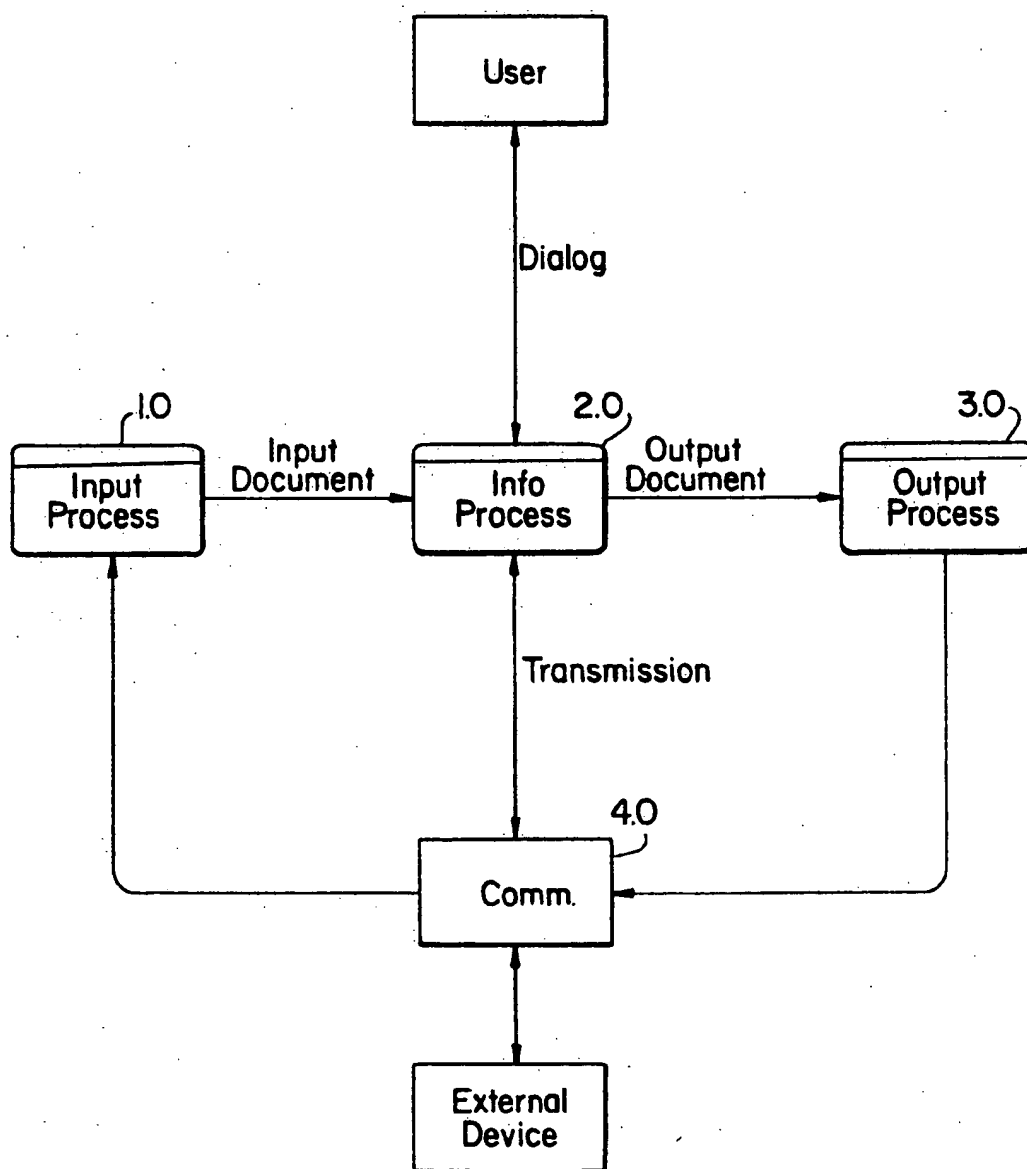 User
Dialog
1.0
2.0
3.0
Input
Document
Output
Document
Input
Process
Info
Process
Output
Process
Transmission
4.0
Comm.
External
Device